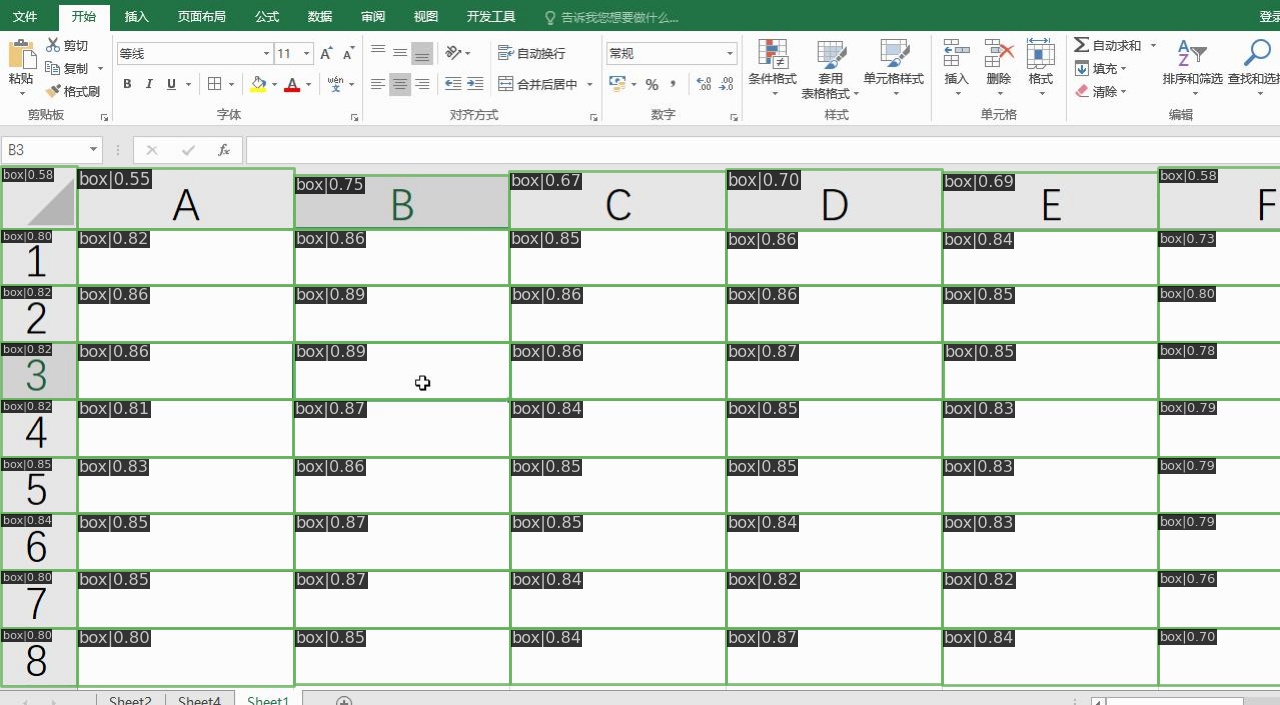 文件 开始 插入 页面布局 公式 数据 审阅 视图 开发工具 告诉我您想要做什么... 登录
粘贴 剪切 复制 格式刷 剪贴板
等线 11 A A
B I U A wén 字体
自动换行
合并后居中
对齐方式
常规
% , .00 .0
数字
条件格式 套用 表格格式 单元格样式 样式
插入 删除 格式 单元格
自动求和 填充 清除 排序和筛选 查找和选 编辑
B3 fx
box|0.58 box|0.55 box|0.75 box|0.67 box|0.70 box|0.69 box|0.58
A B C D E F
box|0.80 box|0.82 box|0.86 box|0.85 box|0.86 box|0.84 box|0.73
1
box|0.82 box|0.86 box|0.89 box|0.86 box|0.86 box|0.85 box|0.80
2
box|0.82 box|0.86 box|0.89 box|0.86 box|0.87 box|0.85 box|0.78
3
box|0.82 box|0.81 box|0.87 box|0.84 box|0.85 box|0.83 box|0.79
4
box|0.85 box|0.83 box|0.86 box|0.85 box|0.85 box|0.83 box|0.79
5
box|0.84 box|0.85 box|0.87 box|0.85 box|0.84 box|0.83 box|0.79
6
box|0.80 box|0.85 box|0.87 box|0.84 box|0.82 box|0.82 box|0.76
7
box|0.80 box|0.80 box|0.85 box|0.84 box|0.87 box|0.84 box|0.70
8
Sheet2 Sheet4 Sheet1